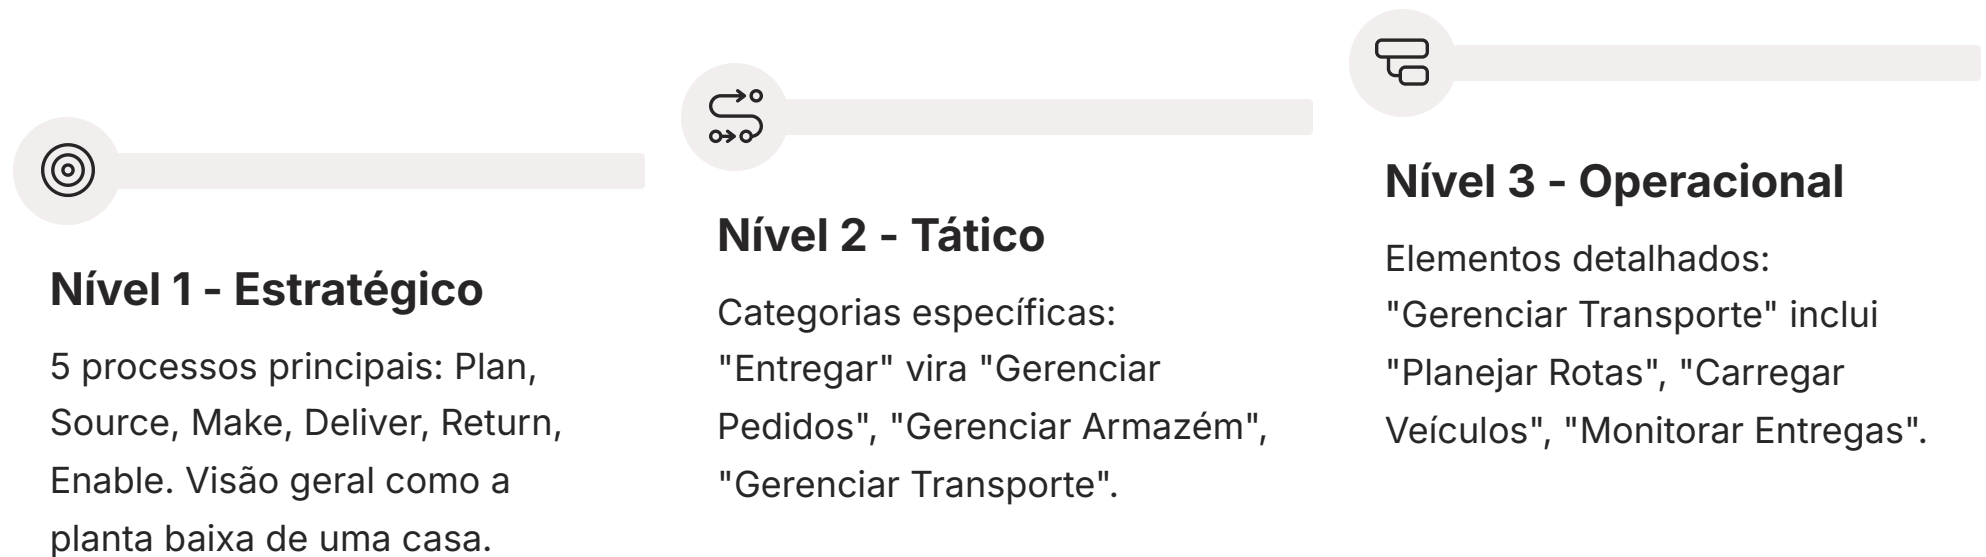 Nível 1 - Estratégico
5 processos principais: Plan,
Source, Make, Deliver, Return,
Enable. Visão geral como a
planta baixa de uma casa.
Nível 2 - Tático
Categorias específicas:
"Entregar" vira "Gerenciar
Pedidos", "Gerenciar Armazém",
"Gerenciar Transporte".
Nível 3 - Operacional
Elementos detalhados:
"Gerenciar Transporte" inclui
"Planejar Rotas", "Carregar
Veículos", "Monitorar Entregas".